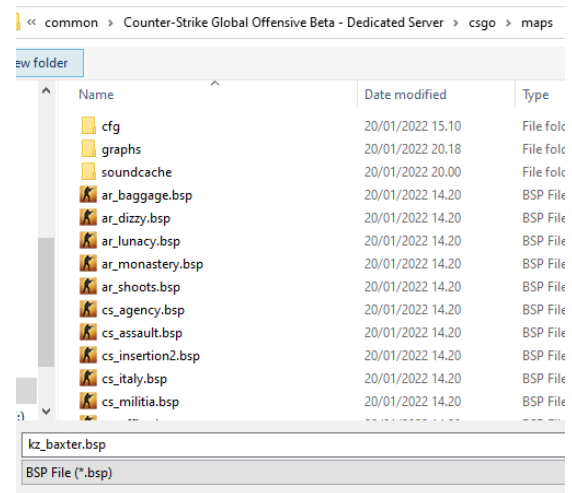 « common > Counter-Strike Global Offensive Beta - Dedicated Server > csgo > maps
ew folder
Name Date modified Type
cfg 20/01/2022 15.10 File fold
graphs 20/01/2022 20.18 File fold
soundcache 20/01/2022 20.00 File fold
ar_baggage.bsp 20/01/2022 14.20 BSP File
ar_dizzy.bsp 20/01/2022 14.20 BSP File
ar_lunacy.bsp 20/01/2022 14.20 BSP File
ar_monastery.bsp 20/01/2022 14.20 BSP File
ar_shoots.bsp 20/01/2022 14.20 BSP File
cs_agency.bsp 20/01/2022 14.20 BSP File
cs_assault.bsp 20/01/2022 14.20 BSP File
cs_insertion2.bsp 20/01/2022 14.20 BSP File
cs_italy.bsp 20/01/2022 14.20 BSP File
cs_militia.bsp 20/01/2022 14.20 BSP File
:)
kz_baxter.bsp
BSP File (*.bsp)